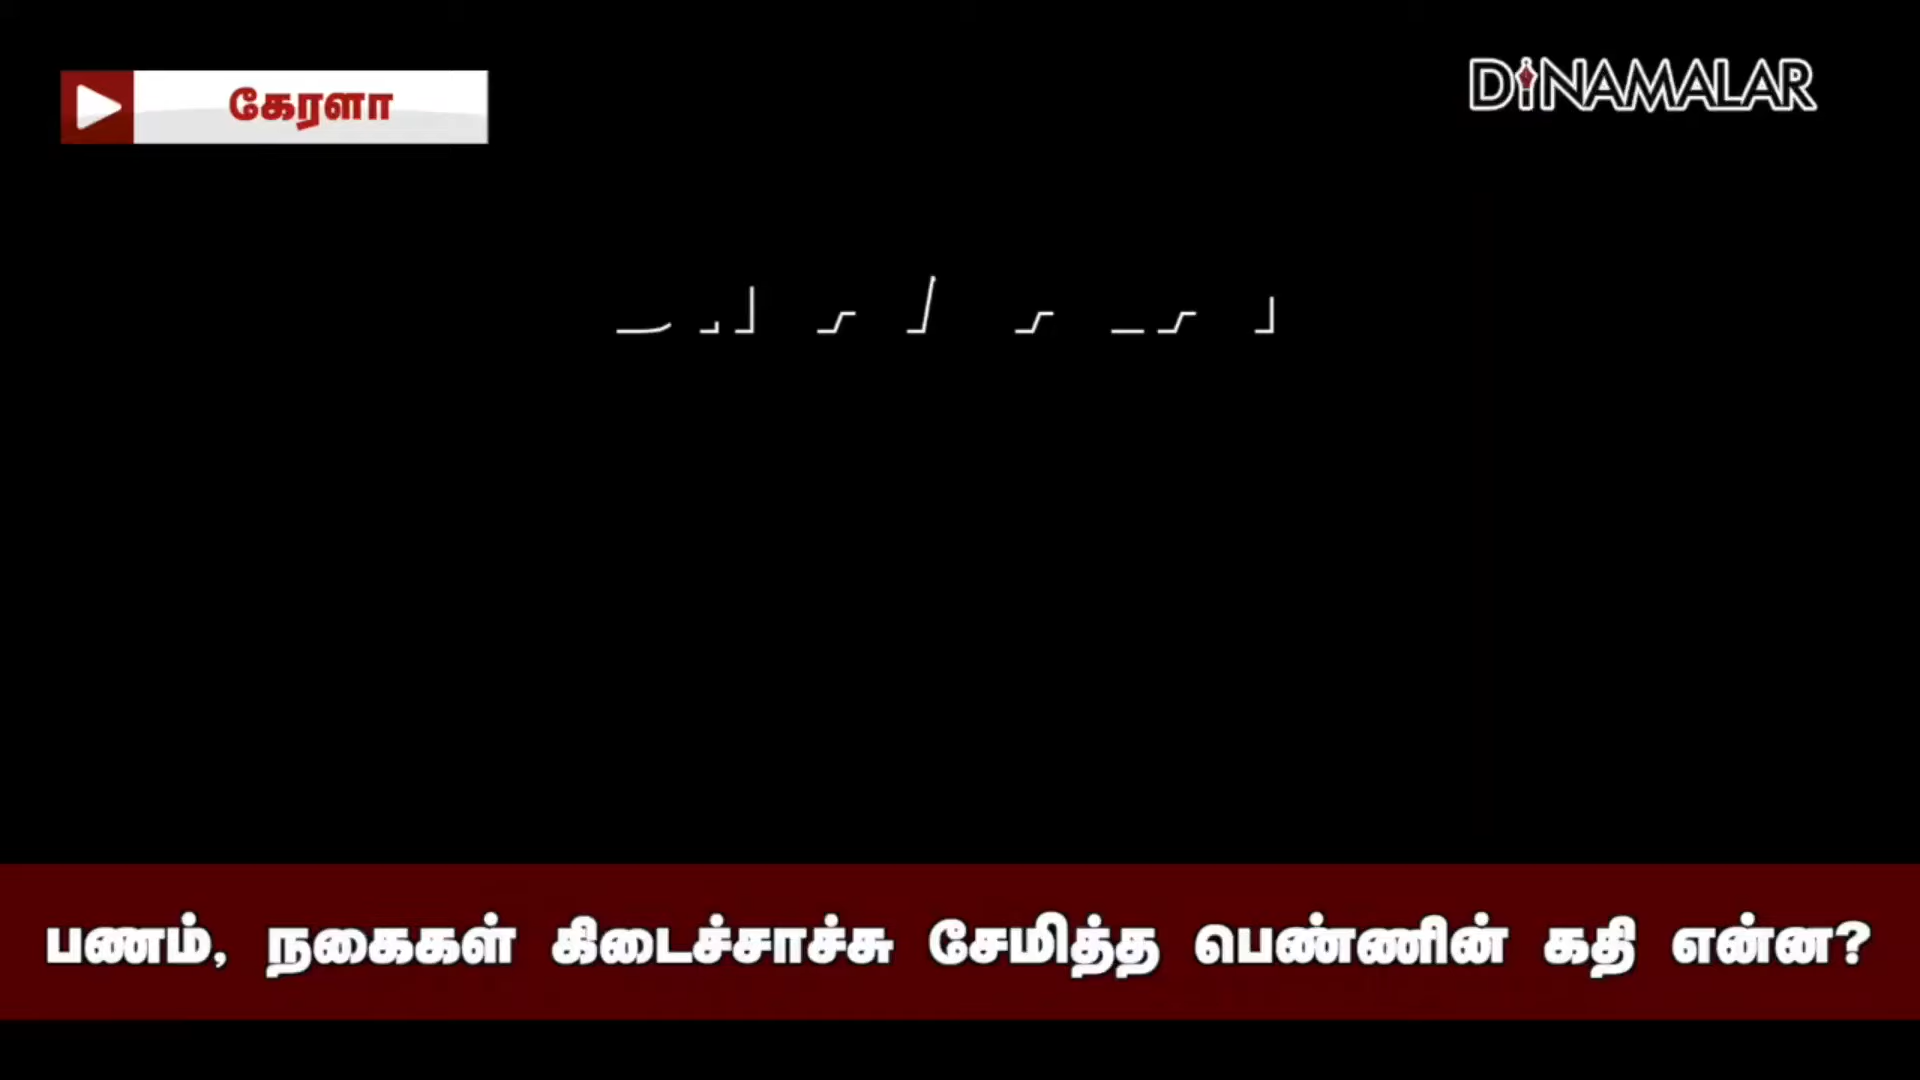 கேரளா
DINAMALAR
பணம், நகைகள் கிடைச்சாச்சு சேமித்த பெண்ணின் கதி என்ன?